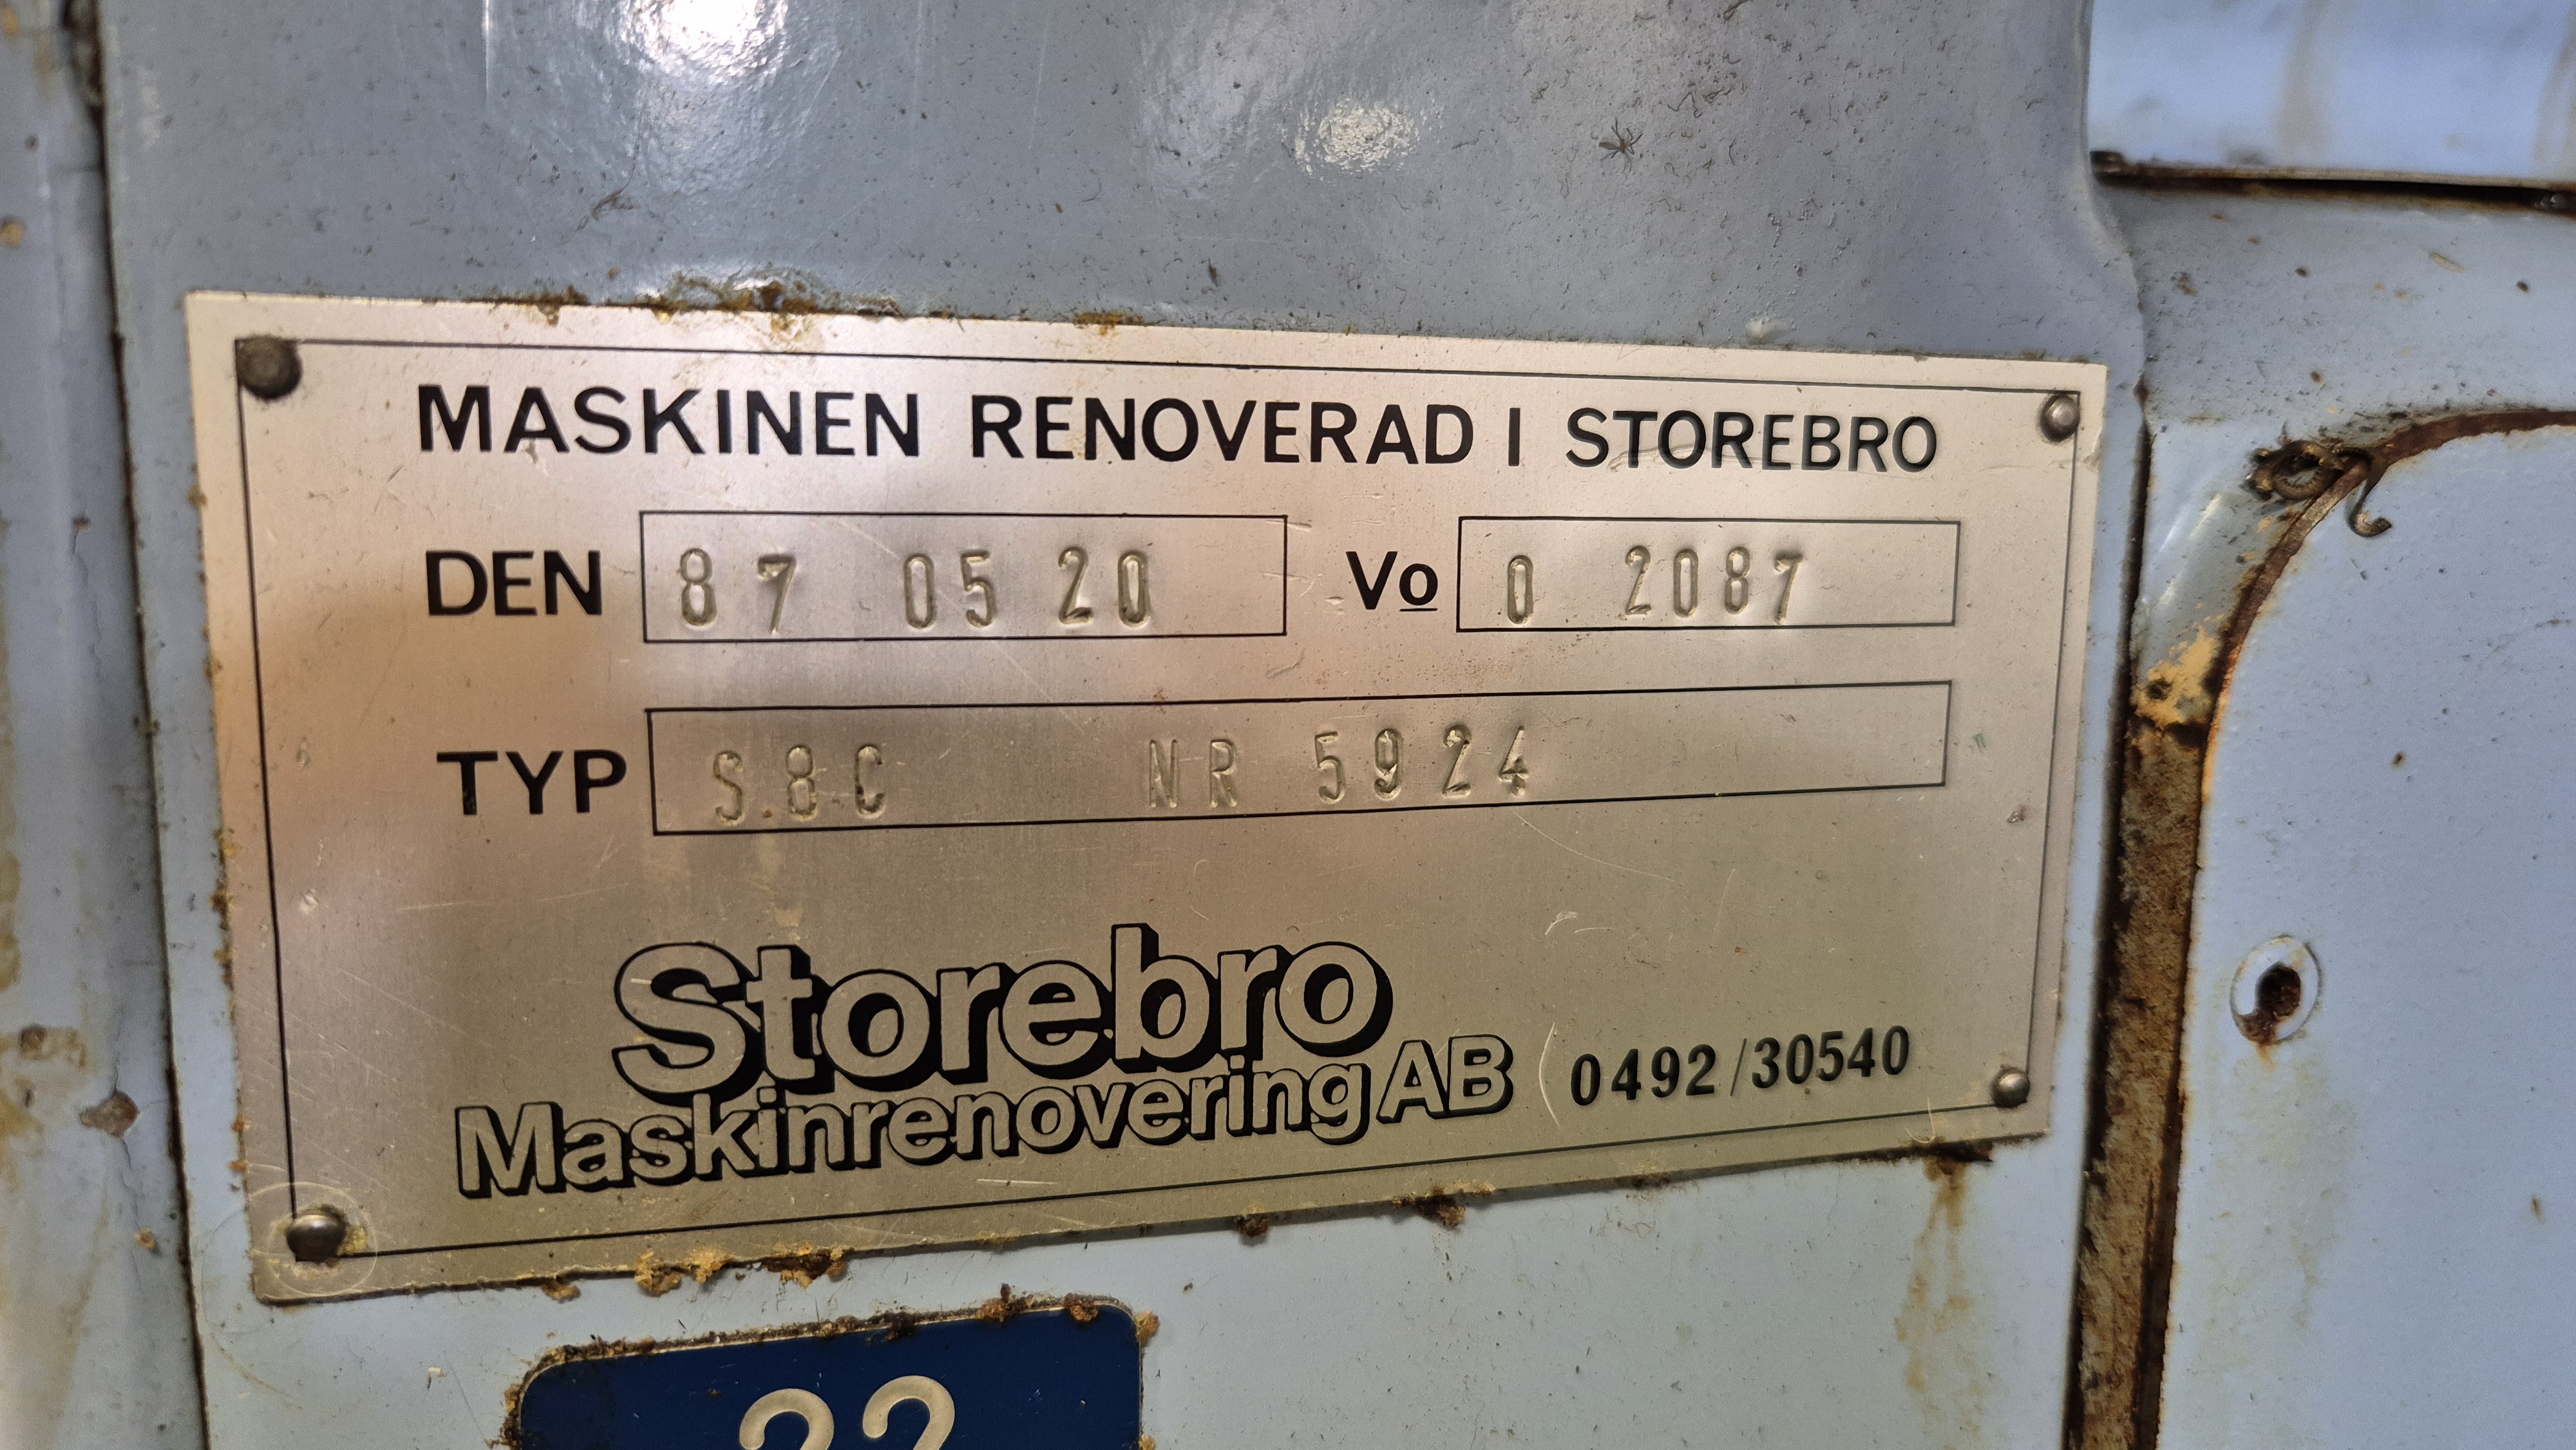 MASKINEN RENOVERAD I STOREBRO
DEN 87 05 20 Vo 0 2087
TYP S.8C NR 5924
Storebro
Maskinrenovering AB 0492/30540